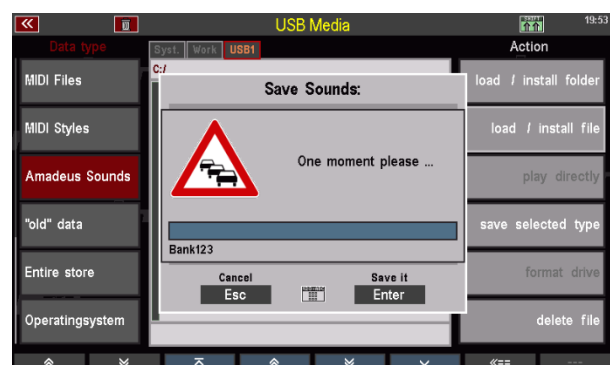 USB Media
19:53
Data type
Syst. Work USB1
Action
C:/
MIDI Files
MIDI Styles
Amadeus Sounds
"old" data
Entire store
Operatingsystem
Save Sounds:
One moment please ...
Bank123
Cancel
Esc
Save it
Enter
load / install folder
load / install file
play directly
save selected type
format drive
delete file
«==
---